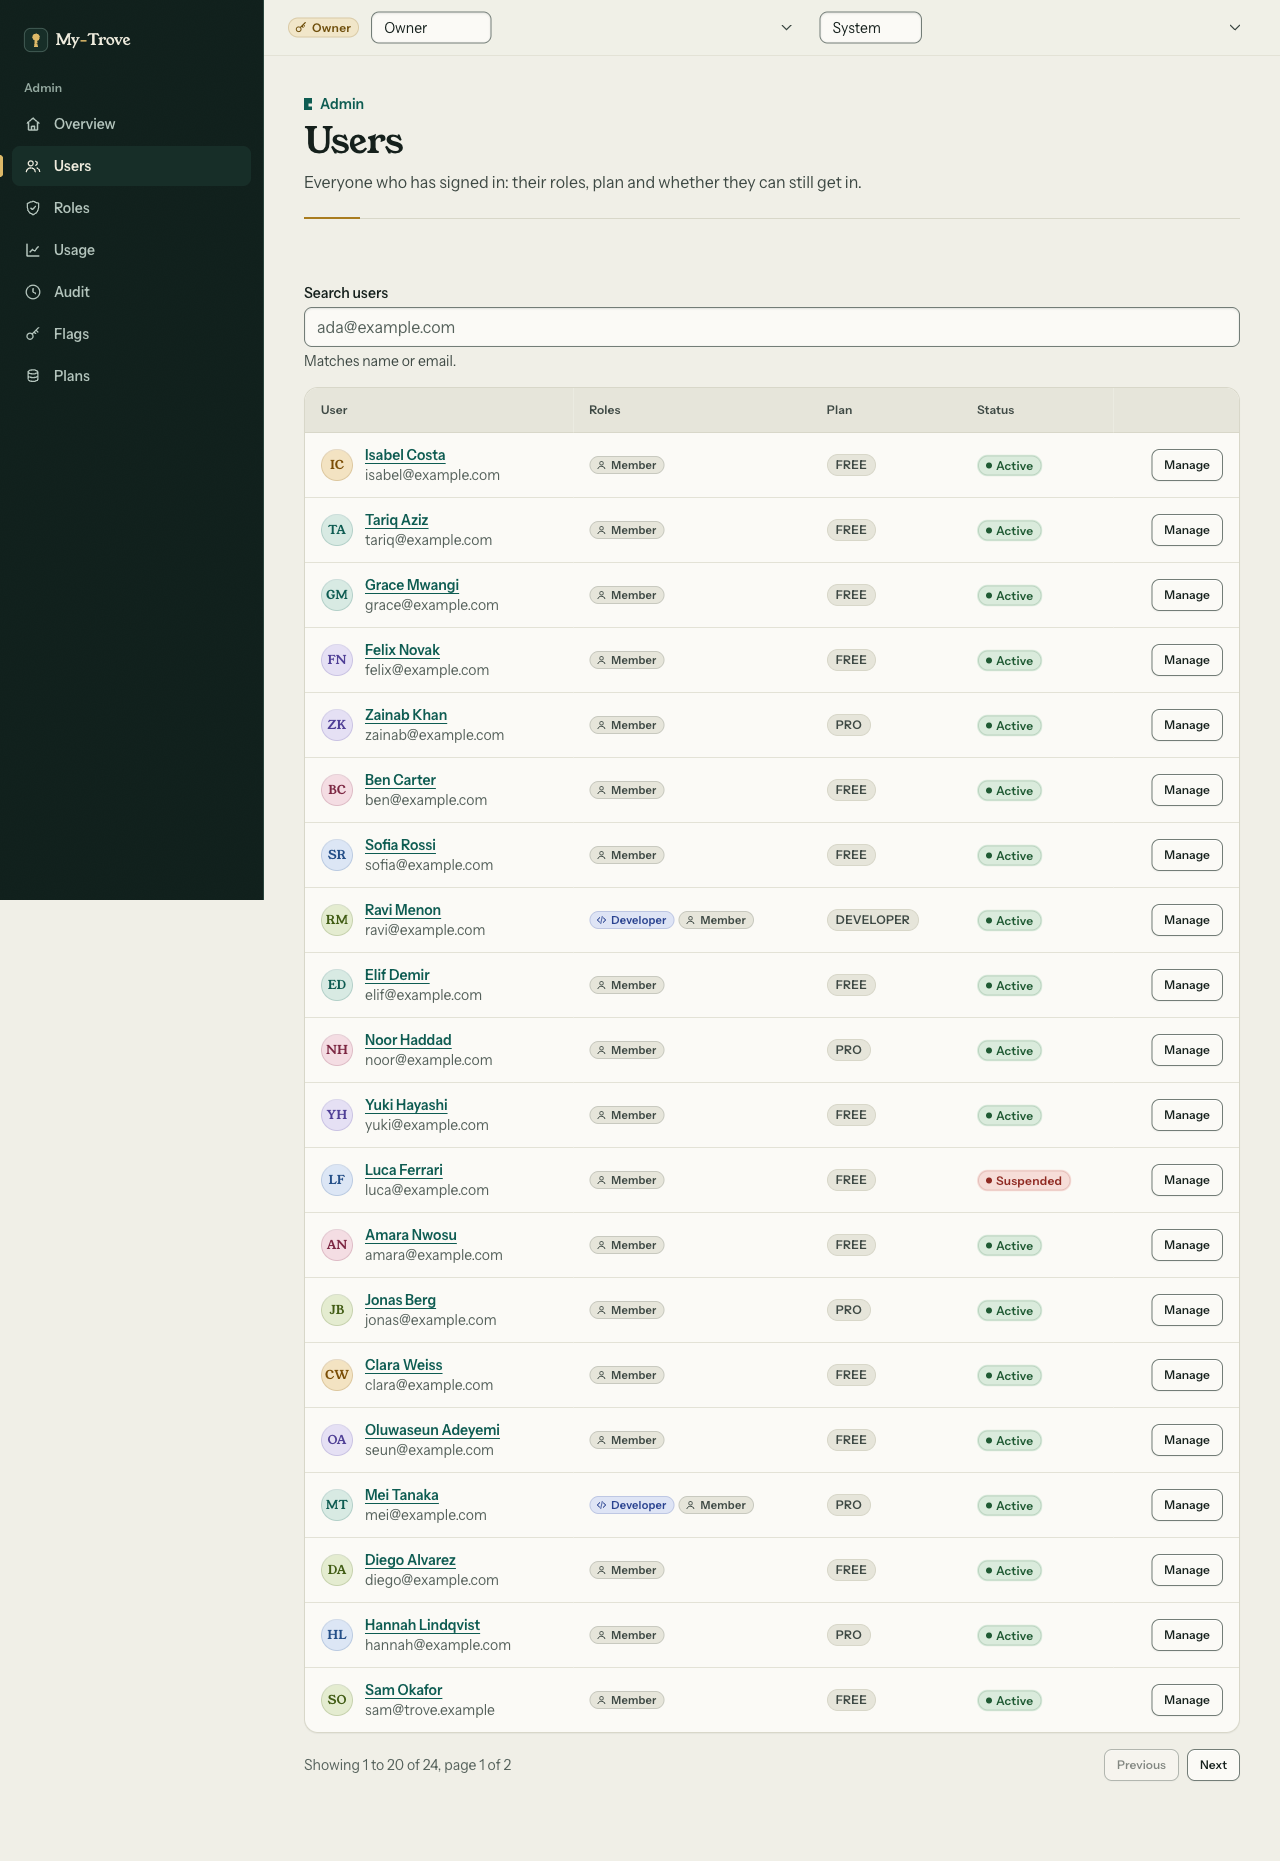 My-Trove
Owner
Owner
System
Admin
Overview
Users
Roles
Usage
Audit
Flags
Plans
Admin
Users
Everyone who has signed in: their roles, plan and whether they can still get in.
Search users
ada@example.com
Matches name or email.
User Roles Plan Status
IC Isabel Costa Member FREE Active Manage
isabel@example.com
TA Tariq Aziz Member FREE Active Manage
tariq@example.com
GM Grace Mwangi Member FREE Active Manage
grace@example.com
FN Felix Novak Member FREE Active Manage
felix@example.com
ZK Zainab Khan Member PRO Active Manage
zainab@example.com
BC Ben Carter Member FREE Active Manage
ben@example.com
SR Sofia Rossi Member FREE Active Manage
sofia@example.com
RM Ravi Menon Developer Member DEVELOPER Active Manage
ravi@example.com
ED Elif Demir Member FREE Active Manage
elif@example.com
NH Noor Haddad Member PRO Active Manage
noor@example.com
YH Yuki Hayashi Member FREE Active Manage
yuki@example.com
LF Luca Ferrari Member FREE Suspended Manage
luca@example.com
AN Amara Nwosu Member FREE Active Manage
amara@example.com
JB Jonas Berg Member PRO Active Manage
jonas@example.com
CW Clara Weiss Member FREE Active Manage
clara@example.com
OA Oluwaseun Adeyemi Member FREE Active Manage
seun@example.com
MT Mei Tanaka Developer Member PRO Active Manage
mei@example.com
DA Diego Alvarez Member FREE Active Manage
diego@example.com
HL Hannah Lindqvist Member PRO Active Manage
hannah@example.com
SO Sam Okafor Member FREE Active Manage
sam@trove.example
Showing 1 to 20 of 24, page 1 of 2
Previous Next